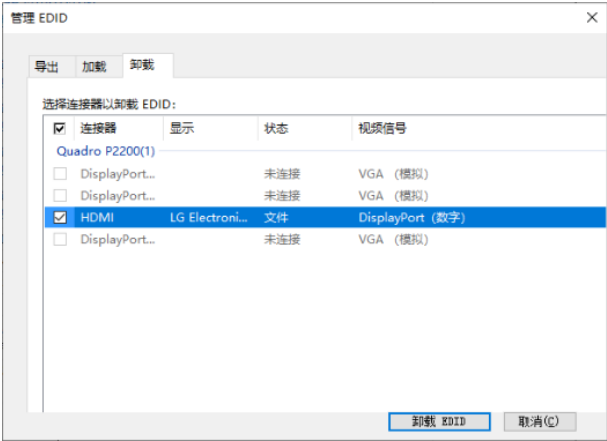 管理 EDID
导出 加载 卸载
选择连接器以卸载 EDID:
连接器 显示 状态 视频信号
Quadro P2200(1)
DisplayPort... 未连接 VGA (模拟)
DisplayPort... 未连接 VGA (模拟)
HDMI LG Electroni... 文件 DisplayPort (数字)
DisplayPort... 未连接 VGA (模拟)
卸载 EDID 取消(C)